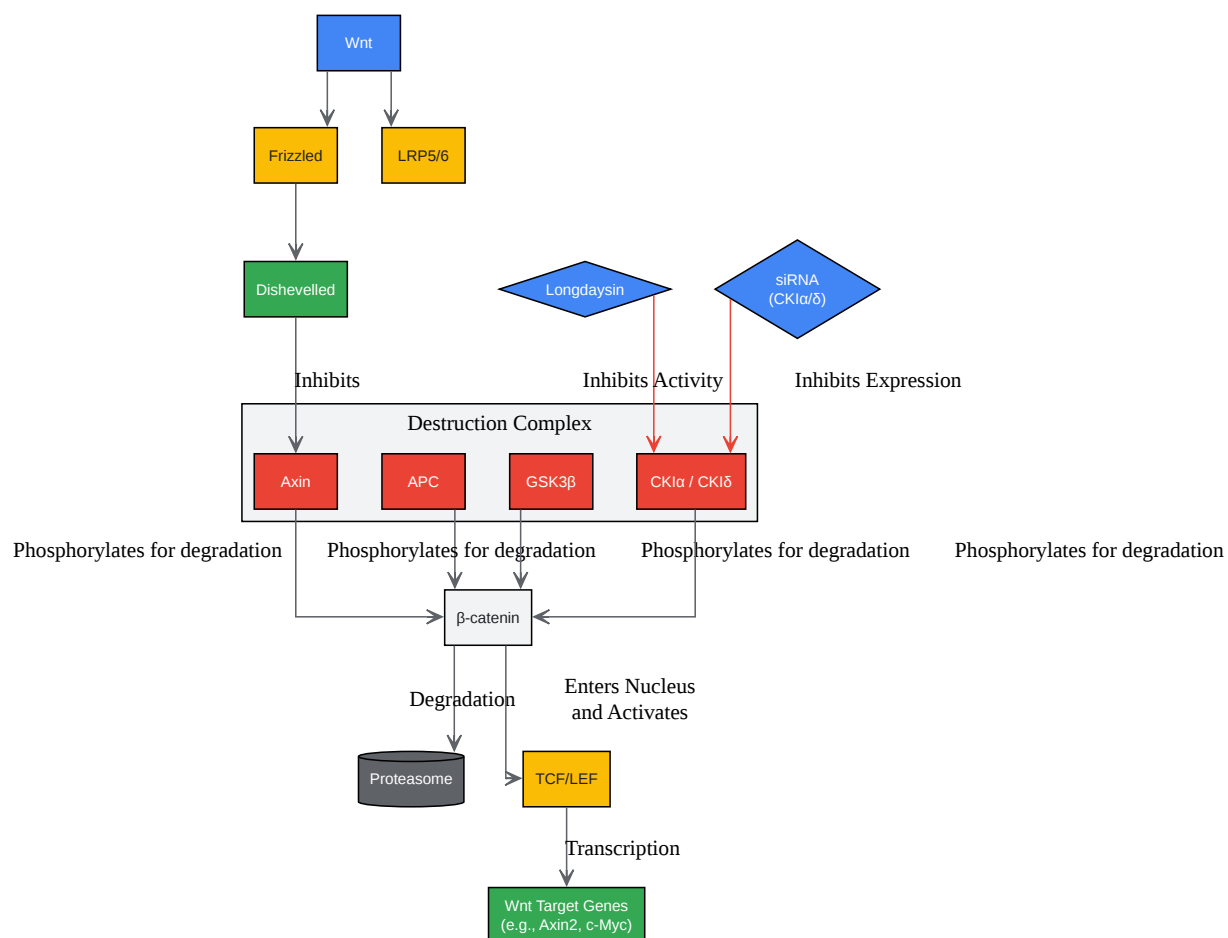 Wnt
Frizzled
LRP5/6
Dishevelled
Longdaysin
siRNA
(CKIα/δ)
Inhibits
Inhibits Activity
Inhibits Expression
Destruction Complex
Axin
APC
GSK3β
CKIα / CKIδ
Phosphorylates for degradation
Phosphorylates for degradation
Phosphorylates for degradation
Phosphorylates for degradation
β-catenin
Degradation
Enters Nucleus
and Activates
Proteasome
TCF/LEF
Transcription
Wnt Target Genes
(e.g., Axin2, c-Myc)